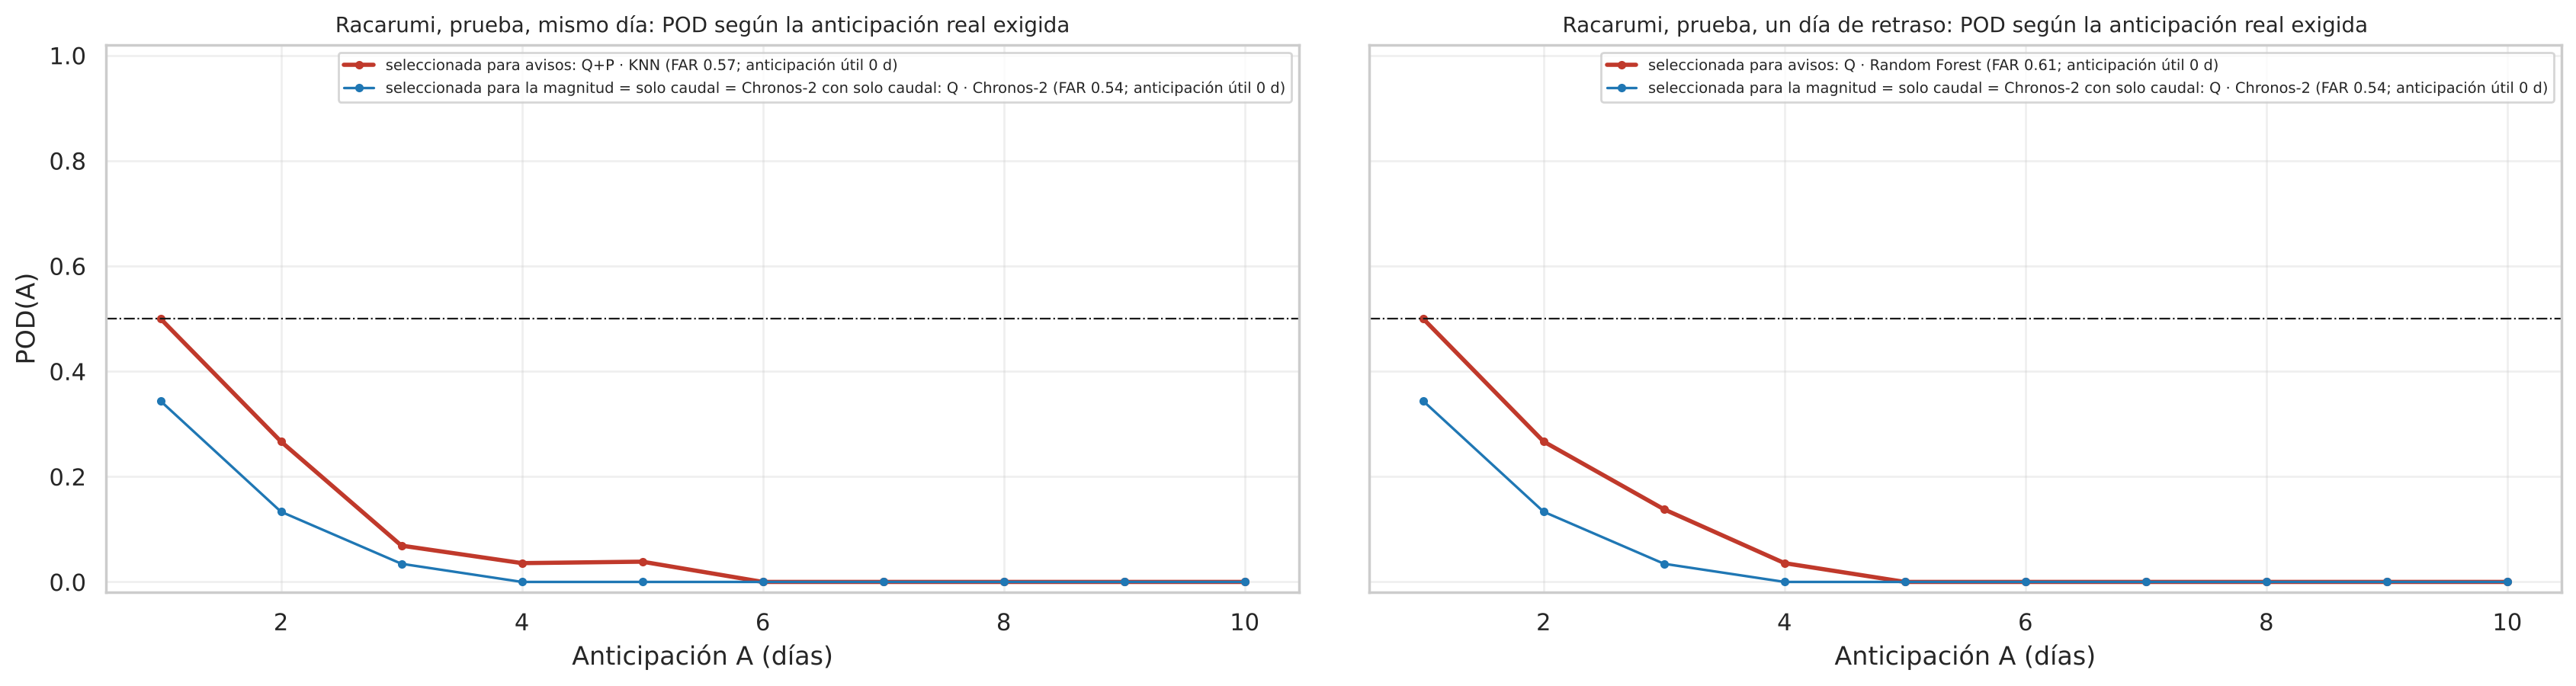 Racarumi, prueba, mismo día: POD según la anticipación real exigida
seleccionada para avisos: Q+P · KNN (FAR 0.57; anticipación útil 0 d)
seleccionada para la magnitud = solo caudal = Chronos-2 con solo caudal: Q · Chronos-2 (FAR 0.54; anticipación útil 0 d)
1.0
0.8
0.6
0.4
0.2
0.0
POD(A)
2 4 6 8 10
Anticipación A (días)
Racarumi, prueba, un día de retraso: POD según la anticipación real exigida
seleccionada para avisos: Q · Random Forest (FAR 0.61; anticipación útil 0 d)
seleccionada para la magnitud = solo caudal = Chronos-2 con solo caudal: Q · Chronos-2 (FAR 0.54; anticipación útil 0 d)
2 4 6 8 10
Anticipación A (días)